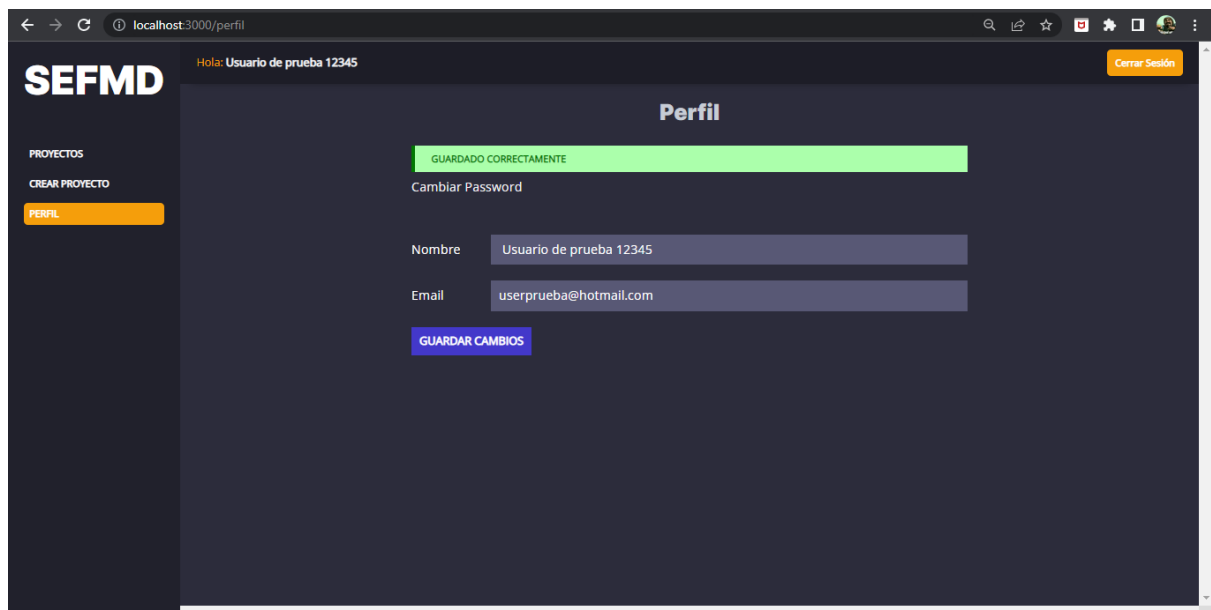 localhost:3000/perfil
SEFMD
Hola: Usuario de prueba 12345
Cerrar Sesión
PROYECTOS
CREAR PROYECTO
PERFIL
Perfil
GUARDADO CORRECTAMENTE
Cambiar Password
Nombre Usuario de prueba 12345
Email userprueba@hotmail.com
GUARDAR CAMBIOS